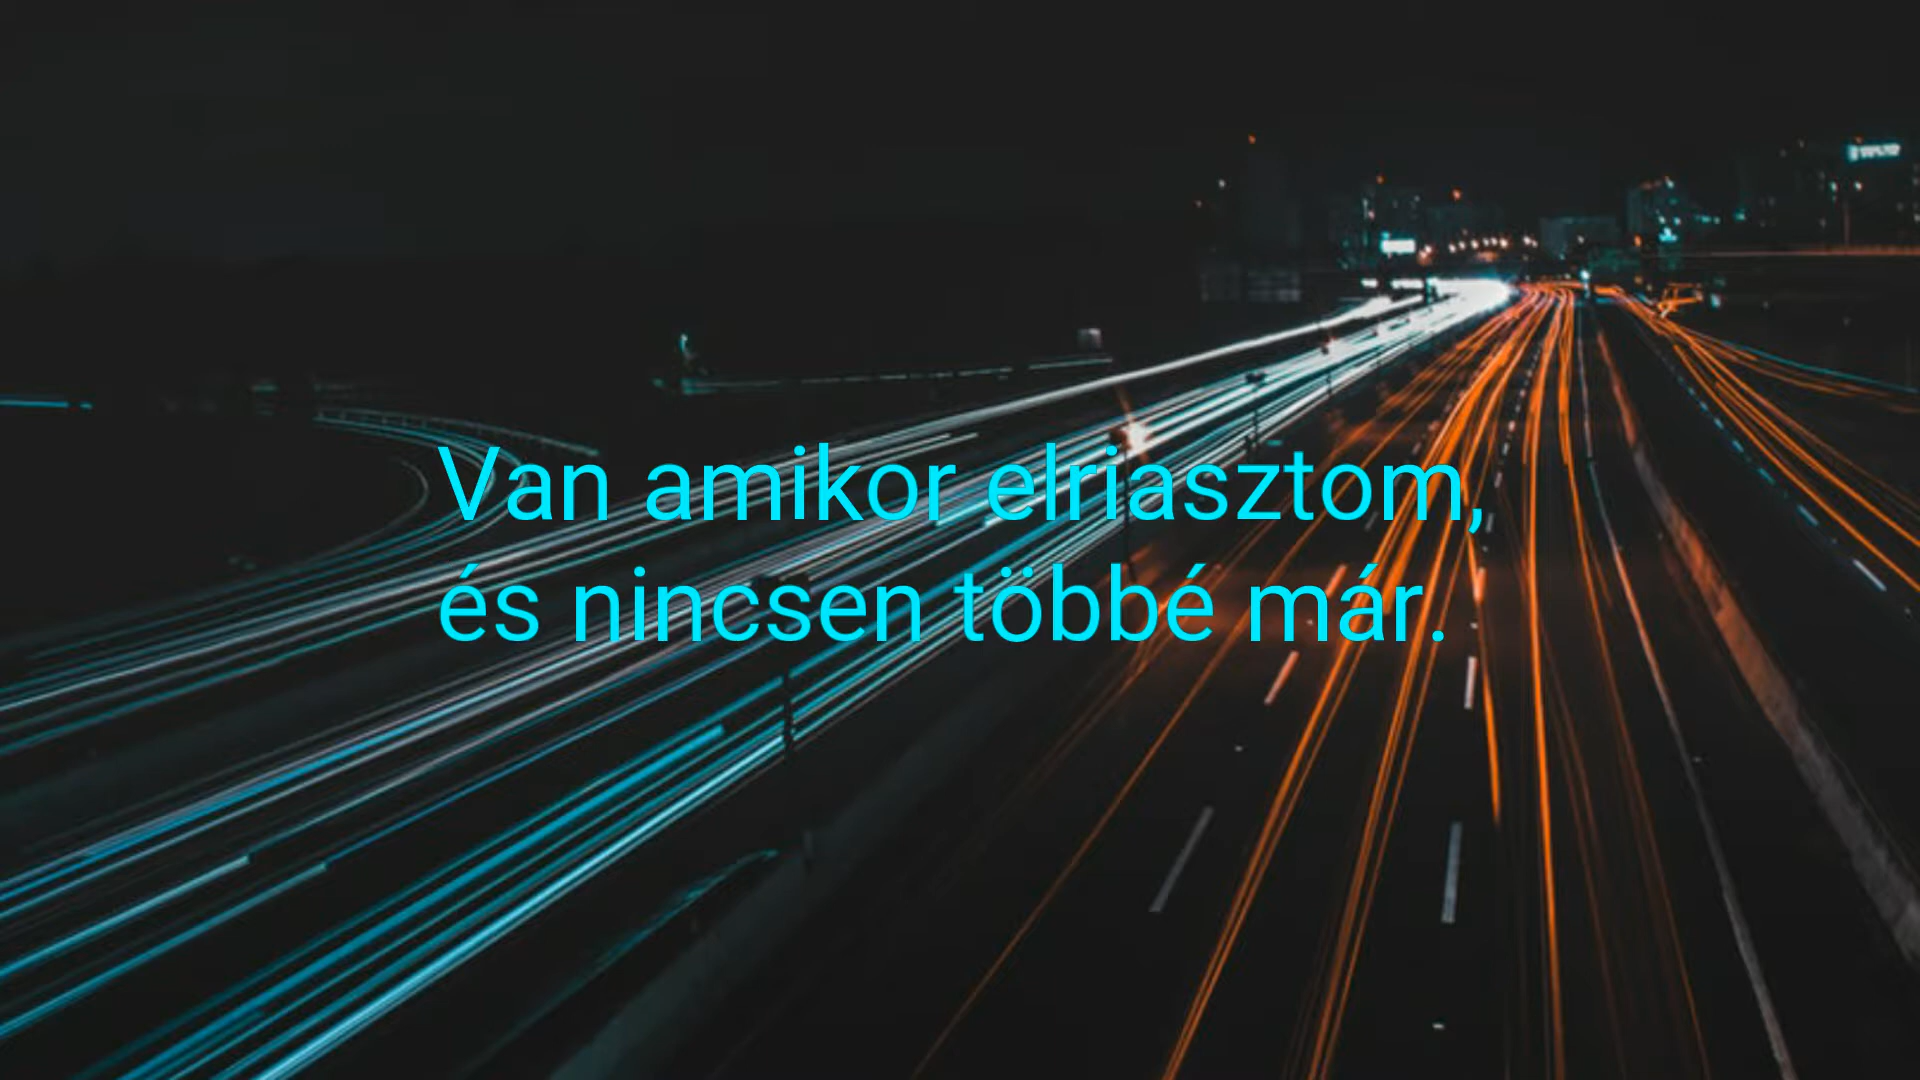 Van amikor elriasztom,
és nincsen többé már.